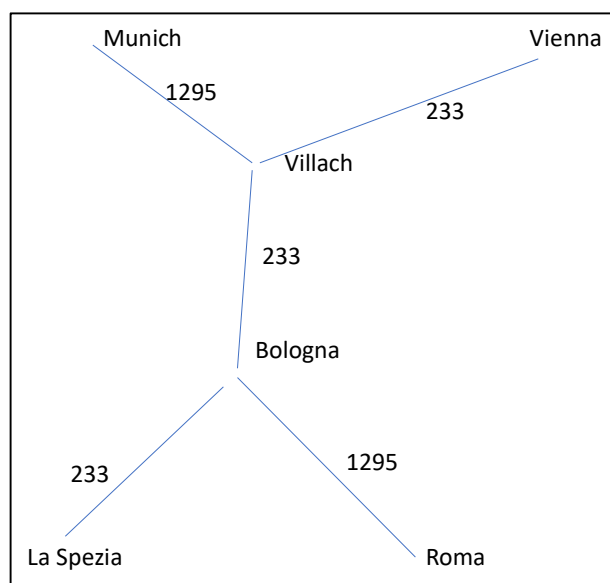 Munich
Vienna
1295
233
Villach
233
Bologna
233
1295
La Spezia
Roma